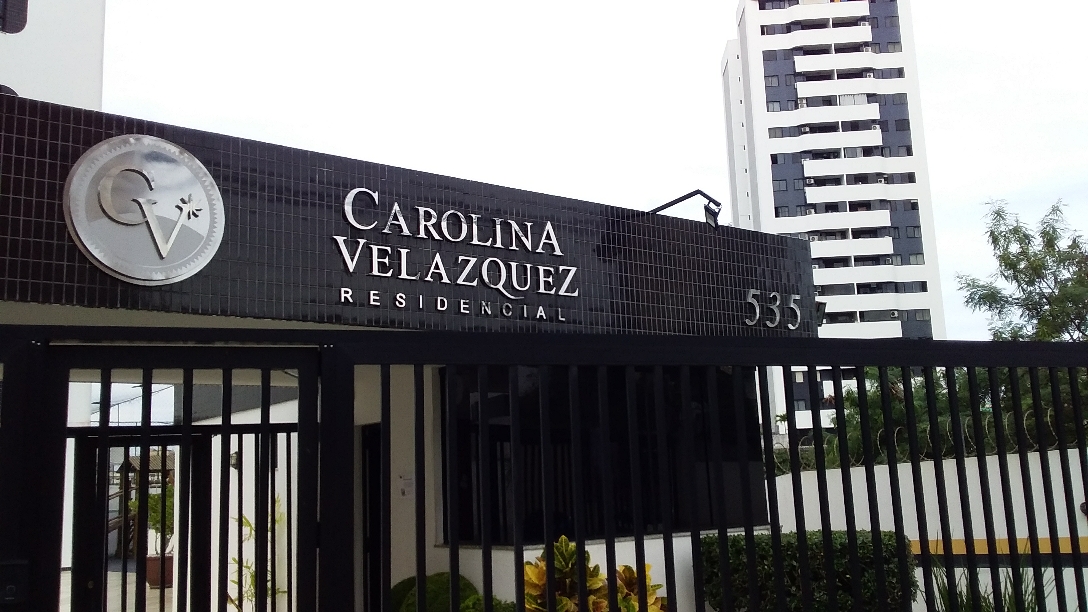 CV
CAROLINA
VELAZQUEZ
RESIDENCIAL
535